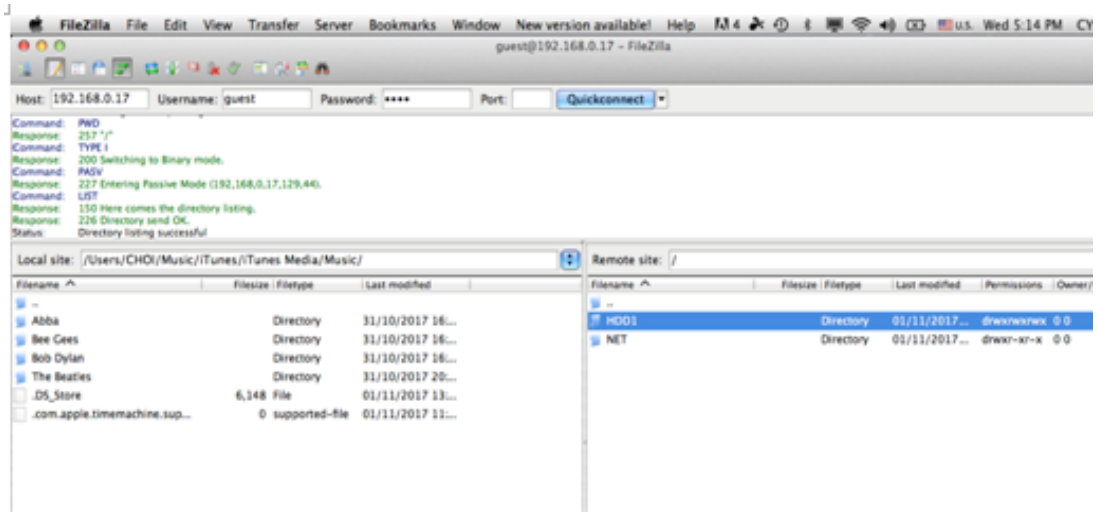 FileZilla File Edit View Transfer Server Bookmarks Window New version available! Help 4 U.S. Wed 5:14 PM CY
guest@192.168.0.17 - FileZilla
Host: 192.168.0.17 Username: guest Password: •••• Port: Quickconnect
Command: PWD
Response: 257 "/"
Command: TYPE I
Response: 200 Switching to Binary mode.
Command: PASV
Response: 227 Entering Passive Mode (192,168,0,17,129,44).
Command: LIST
Response: 150 Here comes the directory listing.
Response: 226 Directory send OK.
Status: Directory listing successful
Local site: /Users/CHOI/Music/iTunes/iTunes Media/Music/ Remote site: /
Filename Filesize Filetype Last modified Filename Filesize Filetype Last modified Permissions Owner/
.. ..
Abba Directory 31/10/2017 16:... HDD1 Directory 01/11/2017... drwxrwxrwx 0 0
Bee Gees Directory 31/10/2017 16:... NET Directory 01/11/2017... drwxr-xr-x 0 0
Bob Dylan Directory 31/10/2017 16:...
The Beatles Directory 31/10/2017 20:...
.DS_Store 6,148 File 01/11/2017 13:...
.com.apple.timemachine.sup... 0 supported-file 01/11/2017 11:...